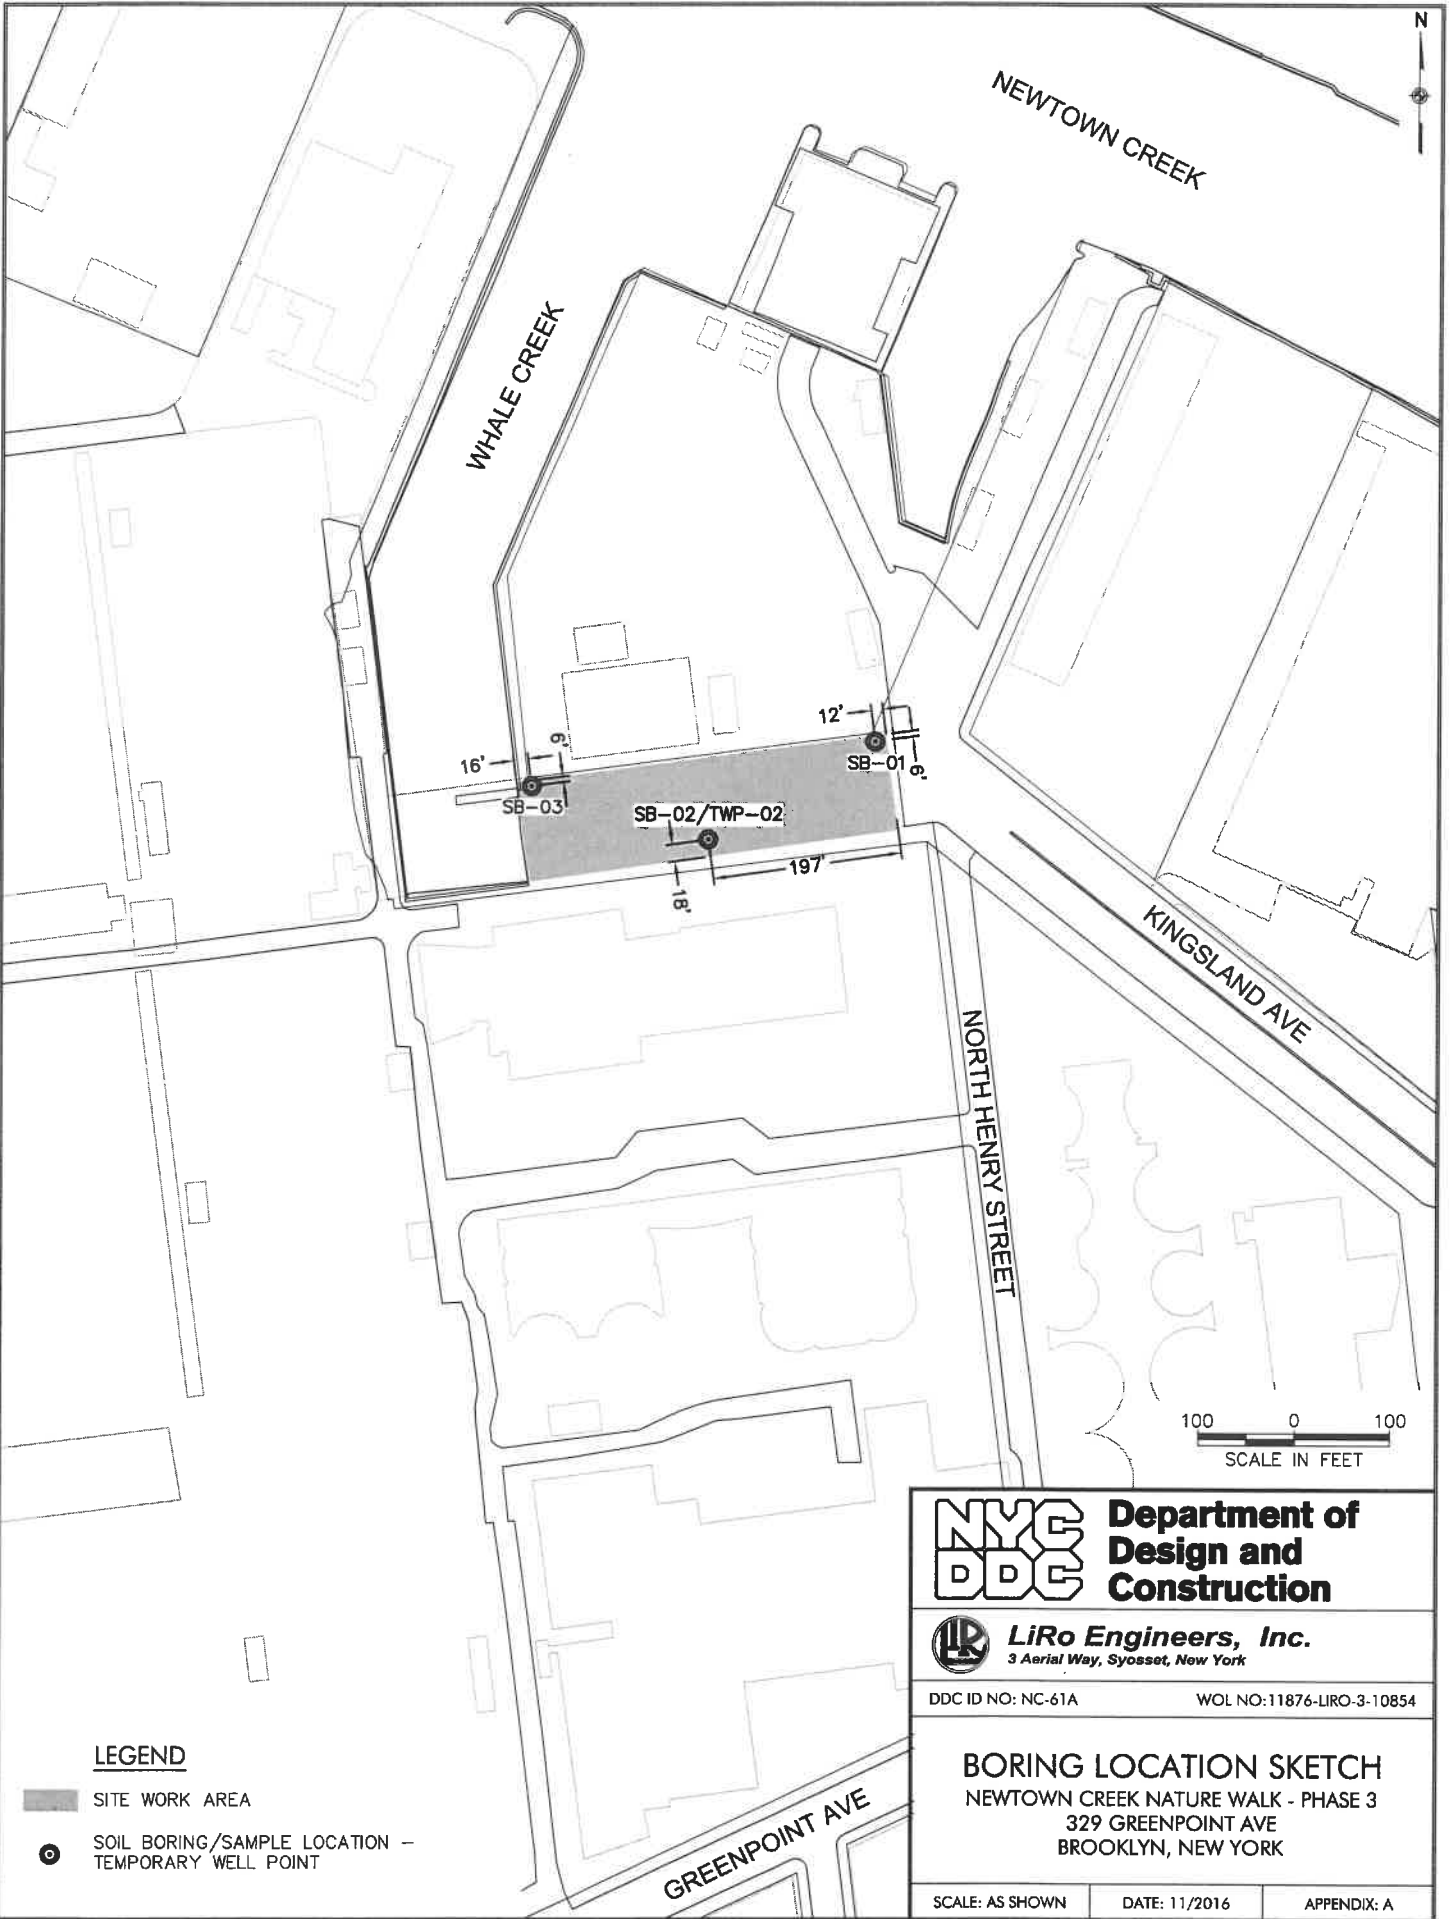 N
NEWTOWN CREEK
WHALE CREEK
12'
6'
SB-01
16'
6'
SB-03
SB-02/TWP-02
197'
18'
KINGSLAND AVE
NORTH HENRY STREET
GREENPOINT AVE
100 0 100
SCALE IN FEET
NYC
DDC
Department of
Design and
Construction
LiRo
LiRo Engineers, Inc.
3 Aerial Way, Syosset, New York
DDC ID NO: NC-61A WOL NO:11876-LIRO-3-10854
BORING LOCATION SKETCH
NEWTOWN CREEK NATURE WALK - PHASE 3
329 GREENPOINT AVE
BROOKLYN, NEW YORK
SCALE: AS SHOWN DATE: 11/2016 APPENDIX: A
LEGEND
SITE WORK AREA
SOIL BORING/SAMPLE LOCATION -
TEMPORARY WELL POINT